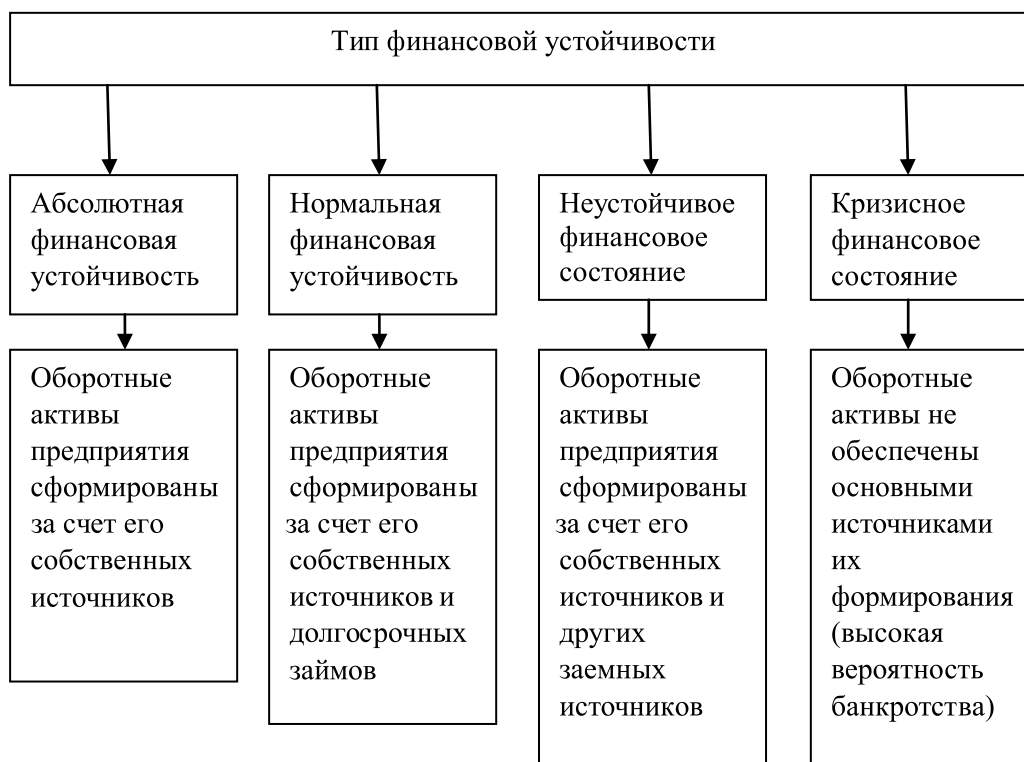 Тип финансовой устойчивости
Абсолютная
финансовая
устойчивость
Нормальная
финансовая
устойчивость
Неустойчивое
финансовое
состояние
Кризисное
финансовое
состояние
Оборотные
активы
предприятия
сформированы
за счет его
собственных
источников
Оборотные
активы
предприятия
сформированы
за счет его
собственных
источников и
долгосрочных
займов
Оборотные
активы
предприятия
сформированы
за счет его
собственных
источников и
других
заемных
источников
Оборотные
активы не
обеспечены
основными
источниками
их
формирования
(высокая
вероятность
банкротства)